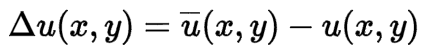 Δu(x, y) = u̅(x, y) − u(x, y)